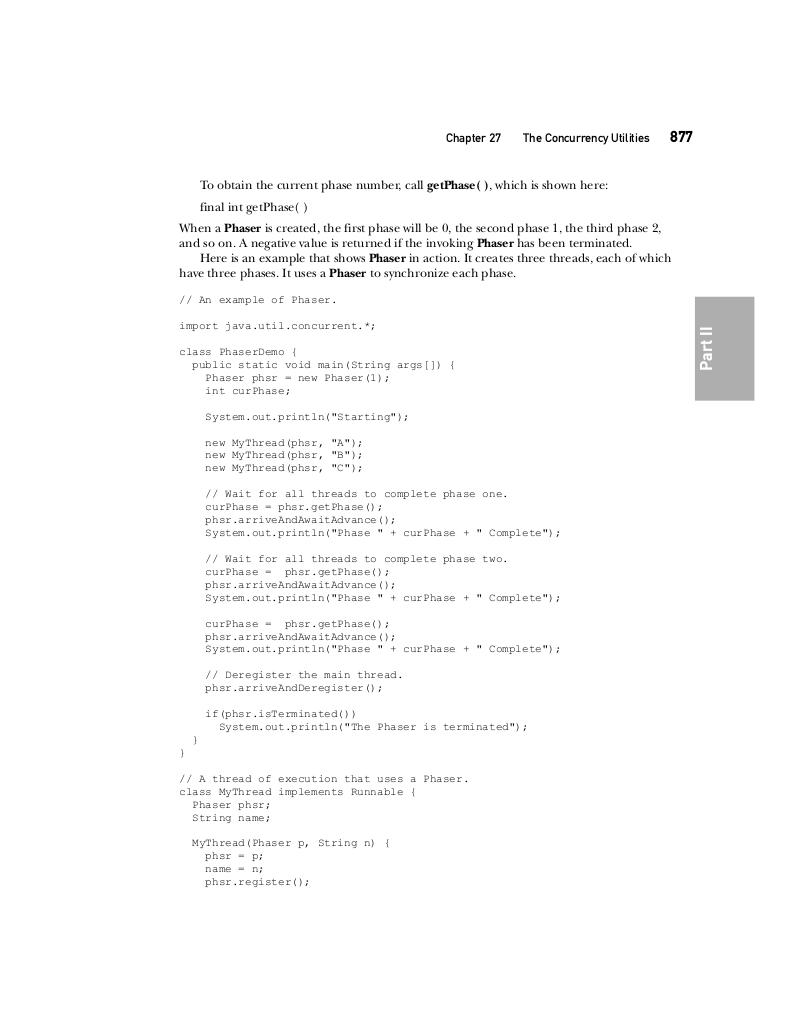 Chapter 27 The Concurrency Utilities 877
To obtain the current phase number, call getPhase( ), which is shown here:
final int getPhase( )
When a Phaser is created, the first phase will be 0, the second phase 1, the third phase 2,
and so on. A negative value is returned if the invoking Phaser has been terminated.
Here is an example that shows Phaser in action. It creates three threads, each of which
have three phases. It uses a Phaser to synchronize each phase.
// An example of Phaser.
import java.util.concurrent.*;
class PhaserDemo {
  public static void main(String args[]) {
    Phaser phsr = new Phaser(1);
    int curPhase;
    System.out.println("Starting");
    new MyThread(phsr, "A");
    new MyThread(phsr, "B");
    new MyThread(phsr, "C");
    // Wait for all threads to complete phase one.
    curPhase = phsr.getPhase();
    phsr.arriveAndAwaitAdvance();
    System.out.println("Phase " + curPhase + " Complete");
    // Wait for all threads to complete phase two.
    curPhase =  phsr.getPhase();
    phsr.arriveAndAwaitAdvance();
    System.out.println("Phase " + curPhase + " Complete");
    curPhase =  phsr.getPhase();
    phsr.arriveAndAwaitAdvance();
    System.out.println("Phase " + curPhase + " Complete");
    // Deregister the main thread.
    phsr.arriveAndDeregister();
    if(phsr.isTerminated())
      System.out.println("The Phaser is terminated");
  }
}
// A thread of execution that uses a Phaser.
class MyThread implements Runnable {
  Phaser phsr;
  String name;
  MyThread(Phaser p, String n) {
    phsr = p;
    name = n;
    phsr.register();
Part II